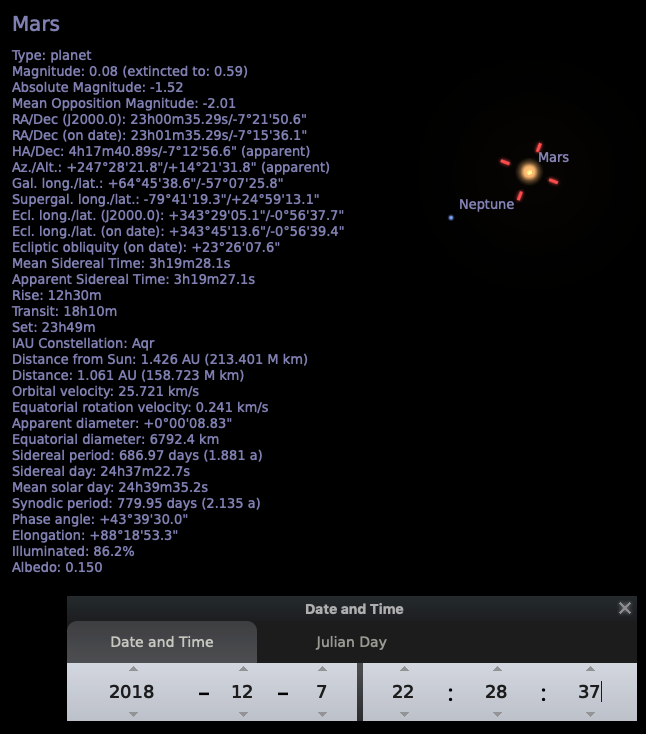 Mars
Type: planet
Magnitude: 0.08 (extincted to: 0.59)
Absolute Magnitude: -1.52
Mean Opposition Magnitude: -2.01
RA/Dec (J2000.0): 23h00m35.29s/-7°21'50.6"
RA/Dec (on date): 23h01m35.29s/-7°15'36.1"
HA/Dec: 4h17m40.89s/-7°12'56.6" (apparent)
Az./Alt.: +247°28'21.8"/+14°21'31.8" (apparent)
Gal. long./lat.: +64°45'38.6"/-57°07'25.8"
Supergal. long./lat.: -79°41'19.3"/+24°59'13.1"
Ecl. long./lat. (J2000.0): +343°29'05.1"/-0°56'37.7"
Ecl. long./lat. (on date): +343°45'13.6"/-0°56'39.4"
Ecliptic obliquity (on date): +23°26'07.6"
Mean Sidereal Time: 3h19m28.1s
Apparent Sidereal Time: 3h19m27.1s
Rise: 12h30m
Transit: 18h10m
Set: 23h49m
IAU Constellation: Aqr
Distance from Sun: 1.426 AU (213.401 M km)
Distance: 1.061 AU (158.723 M km)
Orbital velocity: 25.721 km/s
Equatorial rotation velocity: 0.241 km/s
Apparent diameter: +0°00'08.83"
Equatorial diameter: 6792.4 km
Sidereal period: 686.97 days (1.881 a)
Sidereal day: 24h37m22.7s
Mean solar day: 24h39m35.2s
Synodic period: 779.95 days (2.135 a)
Phase angle: +43°39'30.0"
Elongation: +88°18'53.3"
Illuminated: 86.2%
Albedo: 0.150
Mars
Neptune
Date and Time
Date and Time Julian Day
2018 – 12 – 7 22 : 28 : 37